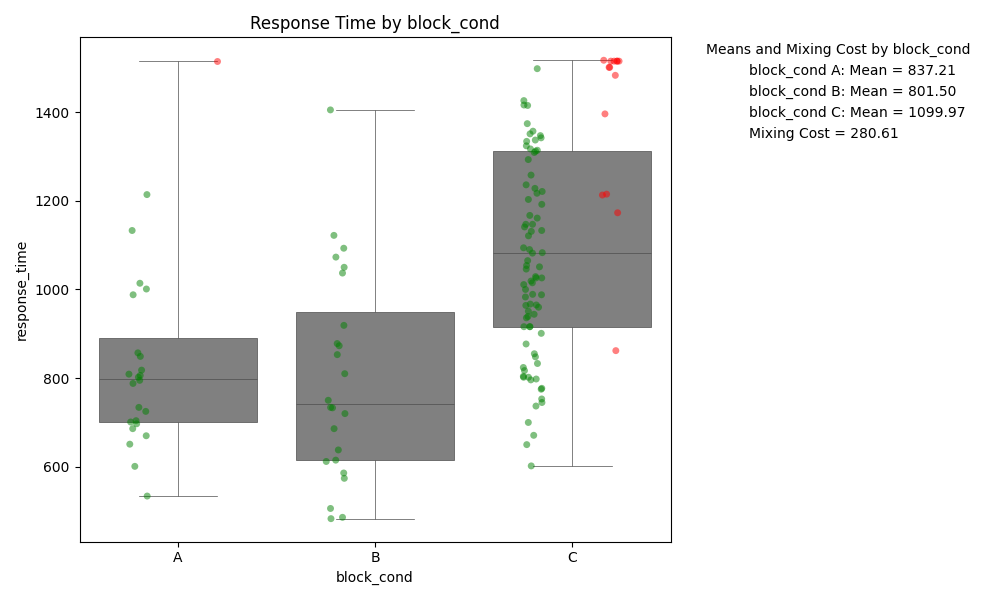 Response Time by block_cond
Means and Mixing Cost by block_cond
block_cond A: Mean = 837.21
block_cond B: Mean = 801.50
block_cond C: Mean = 1099.97
Mixing Cost = 280.61
response_time
1400
1200
1000
800
600
A
B
C
block_cond